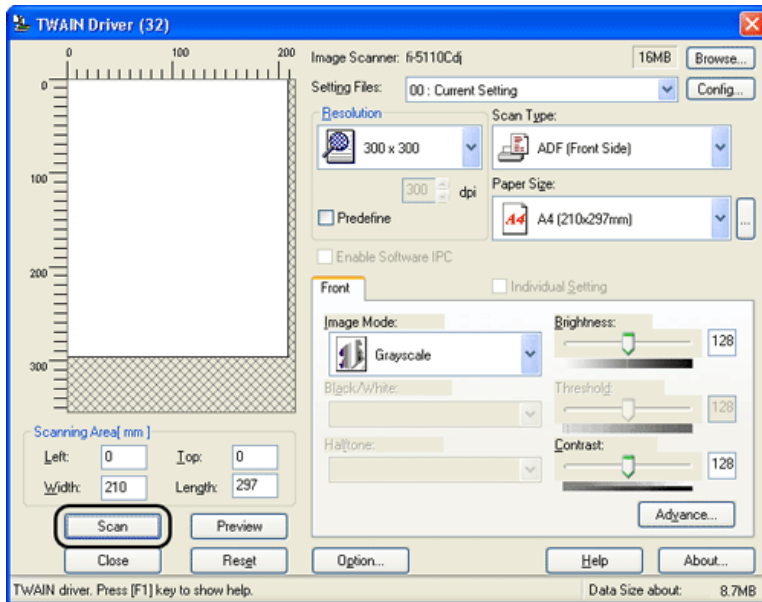 TWAIN Driver (32)
0 100 200
0
100
200
300
Image Scanner: fi-5110Cdj
16MB
Browse...
Setting Files:
00 : Current Setting
Config...
Resolution
300 x 300
300 dpi
Predefine
Scan Type:
ADF (Front Side)
Paper Size:
A4
A4 (210x297mm)
...
Enable Software IPC
Front
Individual Setting
Image Mode:
Grayscale
Black/White:
Halftone:
Brightness:
128
Threshold:
128
Contrast:
128
Advance...
Scanning Area[ mm ]
Left: 0 Top: 0
Width: 210 Length: 297
Scan Preview
Close Reset
Option... Help About...
TWAIN driver. Press [F1] key to show help.
Data Size about: 8.7MB